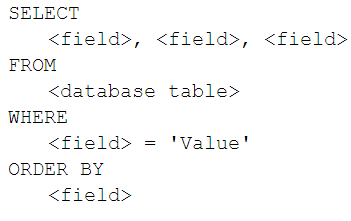 SELECT
<field>, <field>, <field>
FROM
<database table>
WHERE
<field> = 'Value'
ORDER BY
<field>